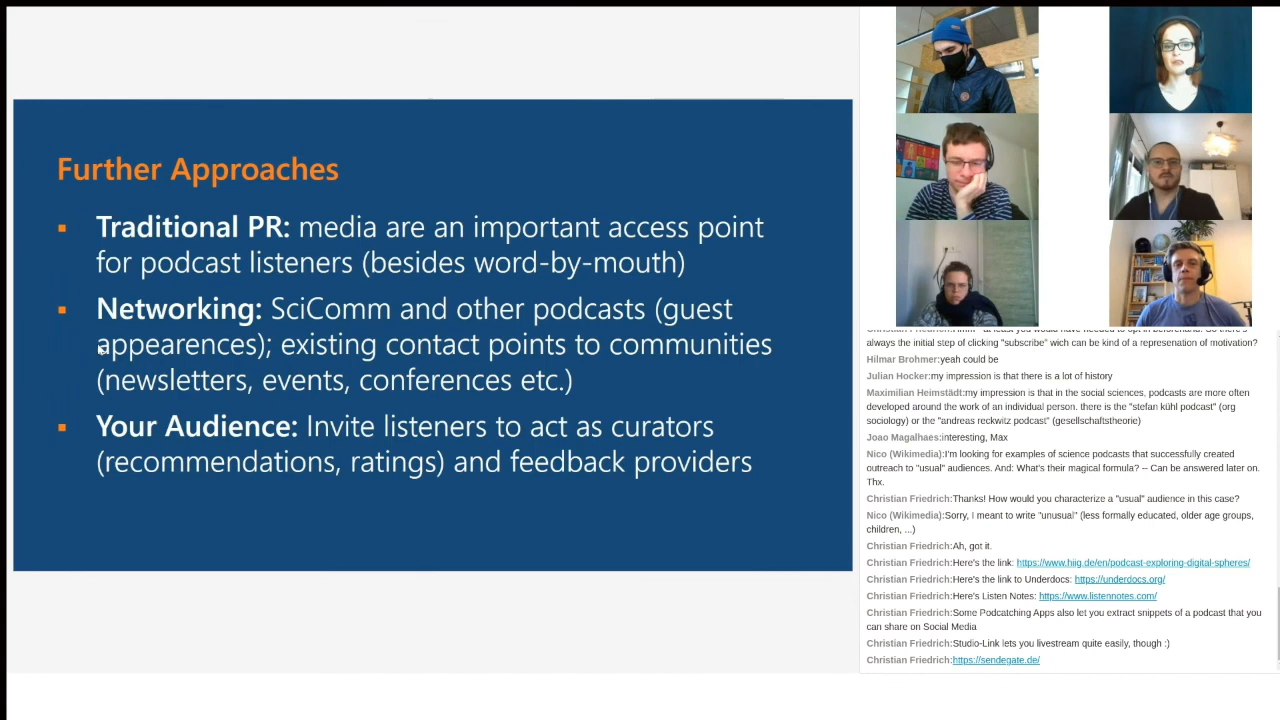 Further Approaches
▪ Traditional PR: media are an important access point
for podcast listeners (besides word-by-mouth)
▪ Networking: SciComm and other podcasts (guest
appearences); existing contact points to communities
(newsletters, events, conferences etc.)
▪ Your Audience: Invite listeners to act as curators
(recommendations, ratings) and feedback providers
always the initial step of clicking "subscribe" wich can be kind of a represenation of motivation?
Hilmar Brohmer:yeah could be
Julian Hocker:my impression is that there is a lot of history
Maximilian Heimstädt:my impression is that in the social sciences, podcasts are more often
developed around the work of an individual person. there is the "stefan kühl podcast" (org
sociology) or the "andreas reckwitz podcast" (gesellschaftstheorie)
Joao Magalhaes:interesting, Max
Nico (Wikimedia):I'm looking for examples of science podcasts that successfully created
outreach to "usual" audiences. And: What's their magical formula? -- Can be answered later on.
Thx.
Christian Friedrich:Thanks! How would you characterize a "usual" audience in this case?
Nico (Wikimedia):Sorry, I meant to write "unusual" (less formally educated, older age groups,
children, ...)
Christian Friedrich:Ah, got it.
Christian Friedrich:Here's the link: https://www.hiig.de/en/podcast-exploring-digital-spheres/
Christian Friedrich:Here's the link to Underdocs: https://underdocs.org/
Christian Friedrich:Here's Listen Notes: https://www.listennotes.com/
Christian Friedrich:Some Podcatching Apps also let you extract snippets of a podcast that you
can share on Social Media
Christian Friedrich:Studio-Link lets you livestream quite easily, though :)
Christian Friedrich:https://sendegate.de/